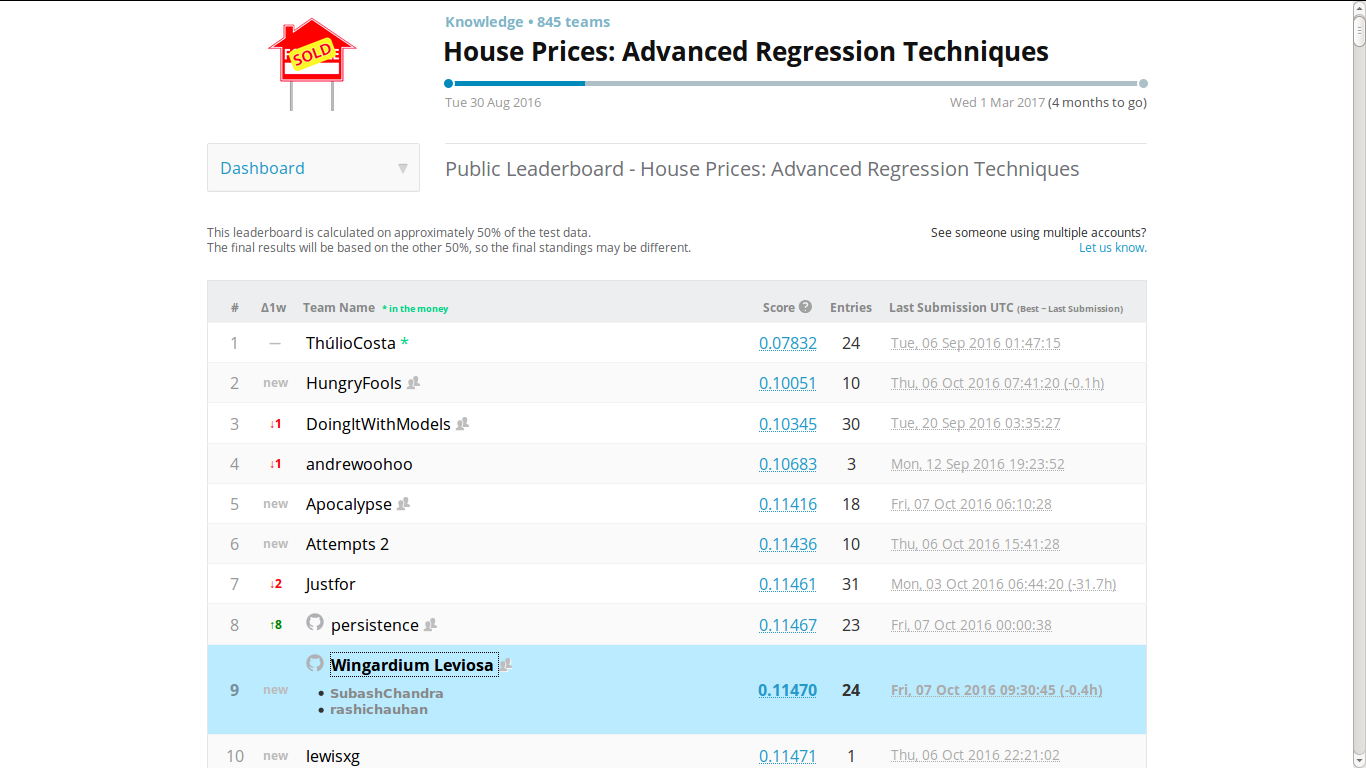 SOLD
Knowledge • 845 teams
House Prices: Advanced Regression Techniques
Tue 30 Aug 2016 Wed 1 Mar 2017 (4 months to go)
Dashboard ▼
Public Leaderboard - House Prices: Advanced Regression Techniques
This leaderboard is calculated on approximately 50% of the test data.
The final results will be based on the other 50%, so the final standings may be different.
See someone using multiple accounts?
Let us know.
# Δ1w Team Name * in the money Score ? Entries Last Submission UTC (Best − Last Submission)
1 — ThúlioCosta * 0.07832 24 Tue, 06 Sep 2016 01:47:15
2 new HungryFools 0.10051 10 Thu, 06 Oct 2016 07:41:20 (-0.1h)
3 ↓1 DoingItWithModels 0.10345 30 Tue, 20 Sep 2016 03:35:27
4 ↓1 andrewoohoo 0.10683 3 Mon, 12 Sep 2016 19:23:52
5 new Apocalypse 0.11416 18 Fri, 07 Oct 2016 06:10:28
6 new Attempts 2 0.11436 10 Thu, 06 Oct 2016 15:41:28
7 ↓2 Justfor 0.11461 31 Mon, 03 Oct 2016 06:44:20 (-31.7h)
8 ↑8 persistence 0.11467 23 Fri, 07 Oct 2016 00:00:38
9 new Wingardium Leviosa 0.11470 24 Fri, 07 Oct 2016 09:30:45 (-0.4h)
• SubashChandra
• rashichauhan
10 new lewisxg 0.11471 1 Thu, 06 Oct 2016 22:21:02